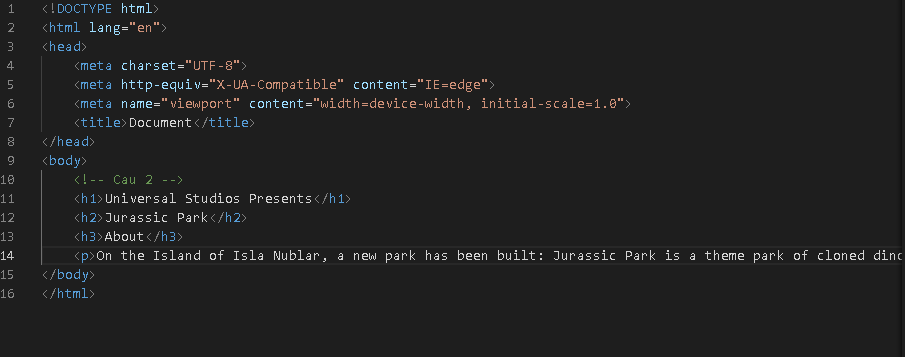 1 <!DOCTYPE html>
2 <html lang="en">
3 <head>
4     <meta charset="UTF-8">
5     <meta http-equiv="X-UA-Compatible" content="IE=edge">
6     <meta name="viewport" content="width=device-width, initial-scale=1.0">
7     <title>Document</title>
8 </head>
9 <body>
10     <!-- Cau 2 -->
11     <h1>Universal Studios Presents</h1>
12     <h2>Jurassic Park</h2>
13     <h3>About</h3>
14     <p>On the Island of Isla Nublar, a new park has been built: Jurassic Park is a theme park of cloned
15 </body>
16 </html>